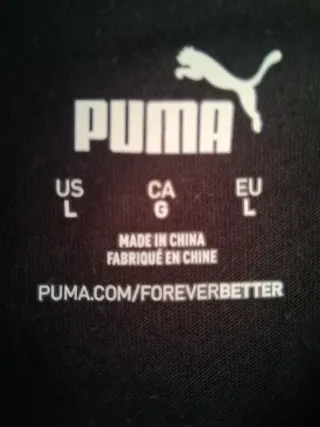 PUMA
US CA EU
L G L
MADE IN CHINA
FABRIQUÉ EN CHINE
PUMA.COM/FOREVERBETTER